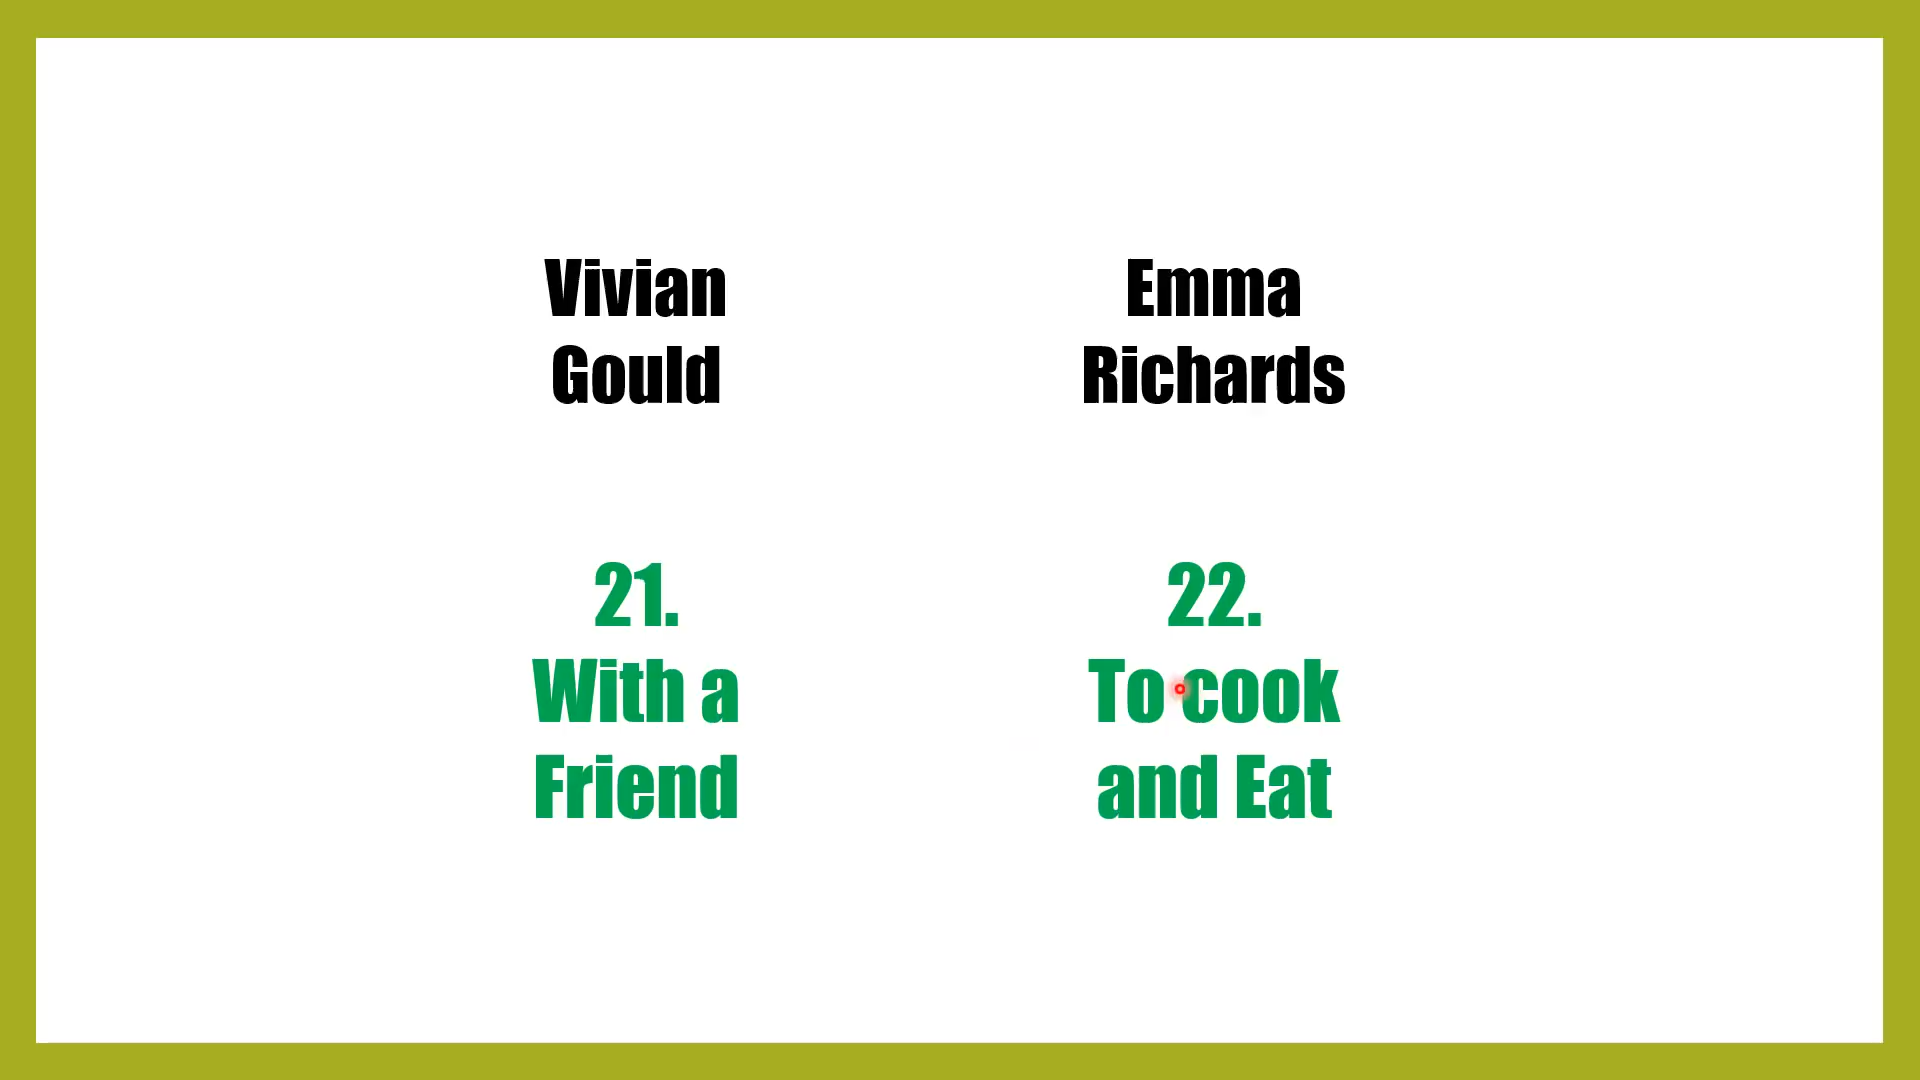 Vivian
Gould
Emma
Richards
21.
With a
Friend
22.
To cook
and Eat